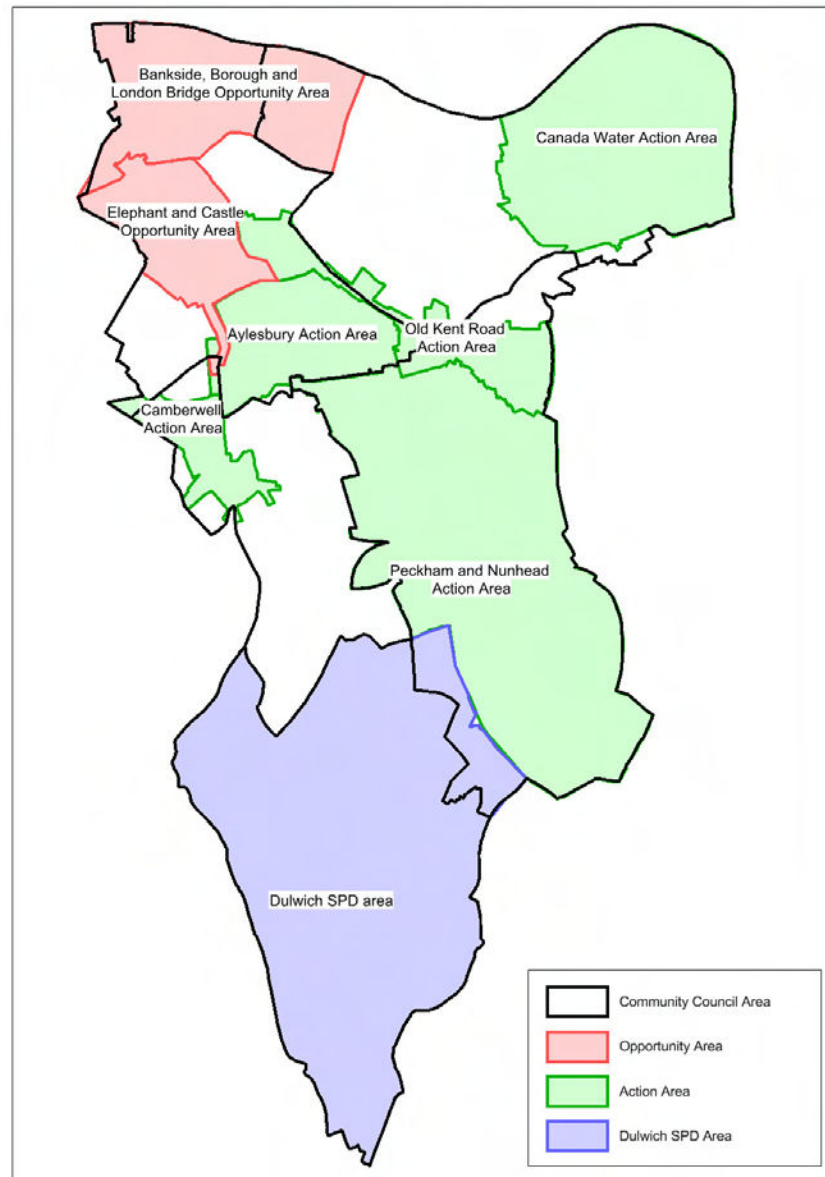 Bankside, Borough and
London Bridge Opportunity Area
Canada Water Action Area
Elephant and Castle
Opportunity Area
Aylesbury Action Area
Old Kent Road
Action Area
Camberwell
Action Area
Peckham and Nunhead
Action Area
Dulwich SPD area
Community Council Area
Opportunity Area
Action Area
Dulwich SPD Area